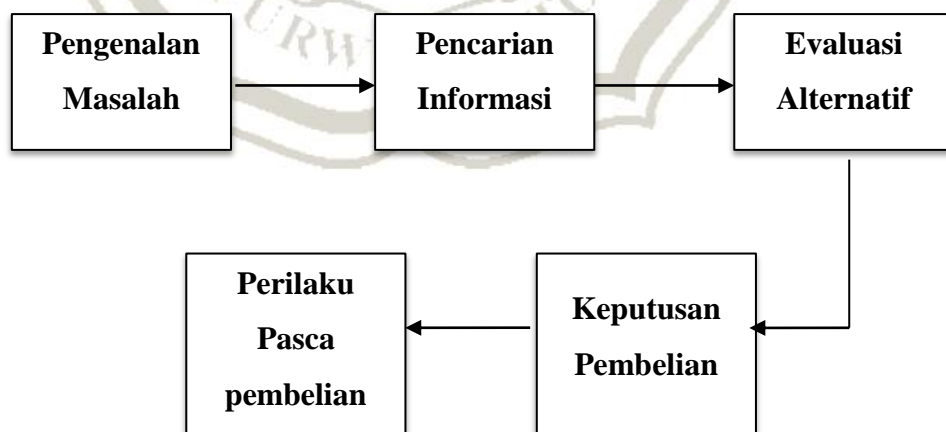 Pengenalan
Masalah
Pencarian
Informasi
Evaluasi
Alternatif
Keputusan
Pembelian
Perilaku
Pasca
pembelian